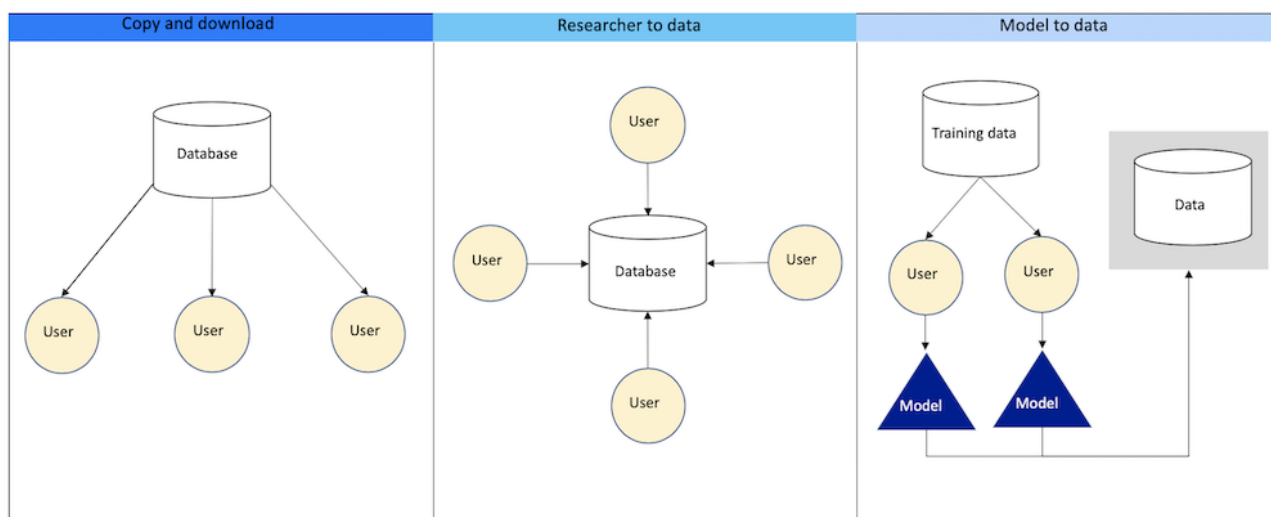 Copy and download
Database
User
User
User
Researcher to data
User
User
Database
User
User
Model to data
Training data
Data
User
User
Model
Model